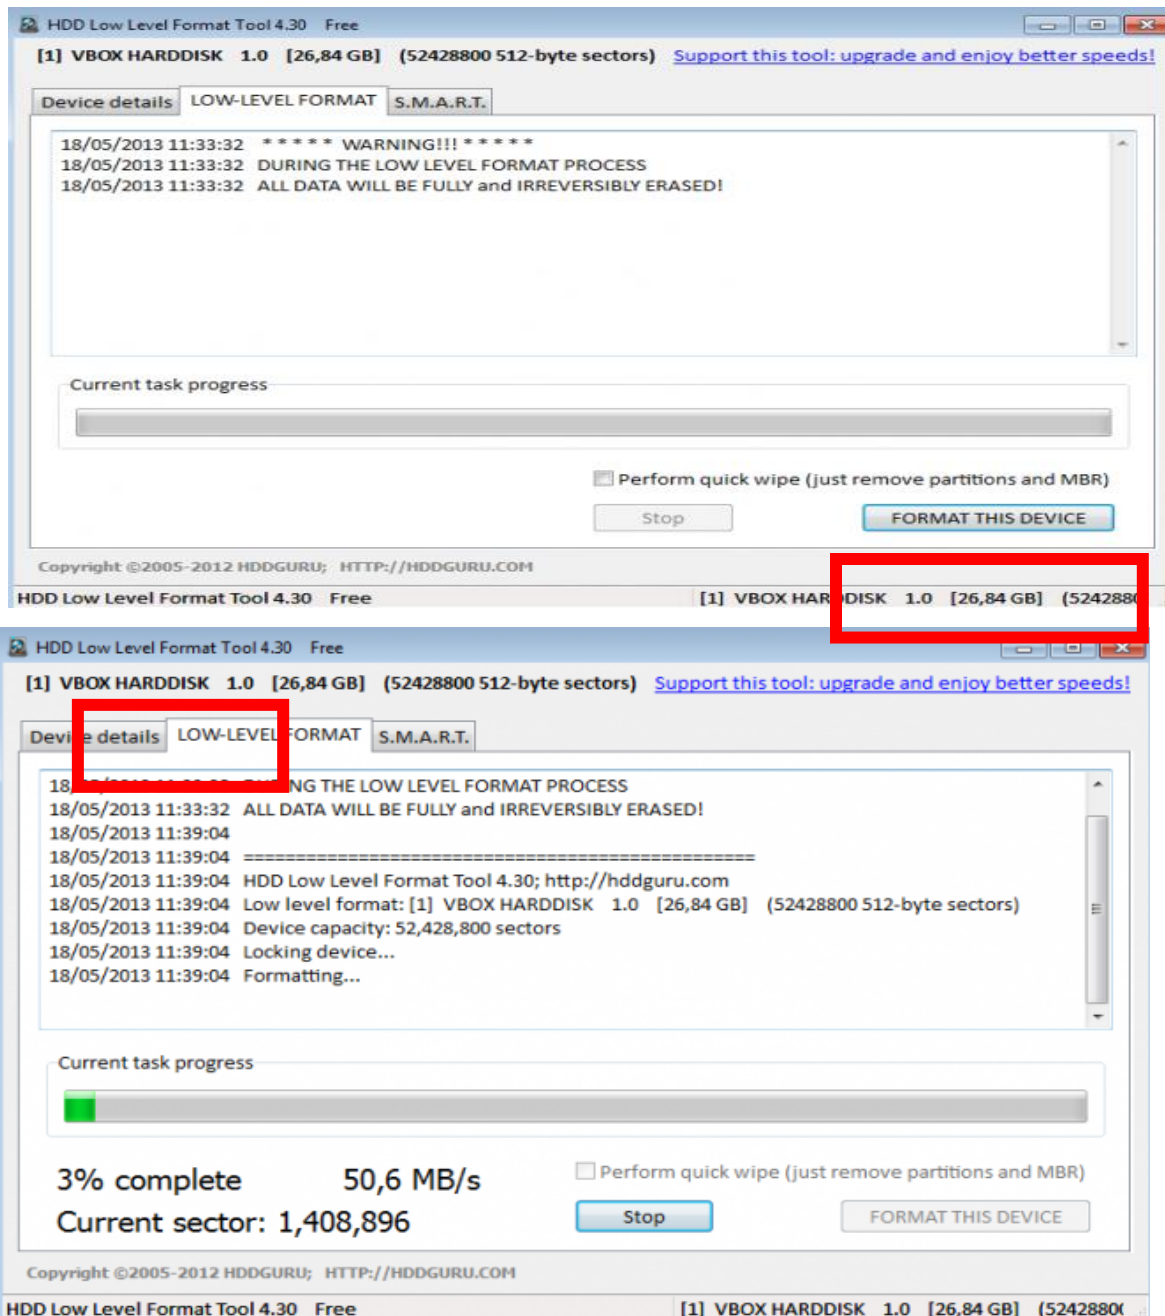 HDD Low Level Format Tool 4.30 Free
[1] VBOX HARDDISK 1.0 [26,84 GB] (52428800 512-byte sectors) Support this tool: upgrade and enjoy better speeds!
Device details LOW-LEVEL FORMAT S.M.A.R.T.
18/05/2013 11:33:32 * * * * * WARNING!!! * * * * *
18/05/2013 11:33:32 DURING THE LOW LEVEL FORMAT PROCESS
18/05/2013 11:33:32 ALL DATA WILL BE FULLY and IRREVERSIBLY ERASED!
Current task progress
Perform quick wipe (just remove partitions and MBR)
Stop FORMAT THIS DEVICE
Copyright ©2005-2012 HDDGURU; HTTP://HDDGURU.COM
HDD Low Level Format Tool 4.30 Free [1] VBOX HARDDISK 1.0 [26,84 GB] (5242880
HDD Low Level Format Tool 4.30 Free
[1] VBOX HARDDISK 1.0 [26,84 GB] (52428800 512-byte sectors) Support this tool: upgrade and enjoy better speeds!
Device details LOW-LEVEL FORMAT S.M.A.R.T.
THE LOW LEVEL FORMAT PROCESS
18/05/2013 11:33:32 ALL DATA WILL BE FULLY and IRREVERSIBLY ERASED!
18/05/2013 11:39:04
18/05/2013 11:39:04 =================================================
18/05/2013 11:39:04 HDD Low Level Format Tool 4.30; http://hddguru.com
18/05/2013 11:39:04 Low level format: [1] VBOX HARDDISK 1.0 [26,84 GB] (52428800 512-byte sectors)
18/05/2013 11:39:04 Device capacity: 52,428,800 sectors
18/05/2013 11:39:04 Locking device...
18/05/2013 11:39:04 Formatting...
Current task progress
3% complete 50,6 MB/s Perform quick wipe (just remove partitions and MBR)
Current sector: 1,408,896 Stop FORMAT THIS DEVICE
Copyright ©2005-2012 HDDGURU; HTTP://HDDGURU.COM
HDD Low Level Format Tool 4.30 Free [1] VBOX HARDDISK 1.0 [26,84 GB] (5242880